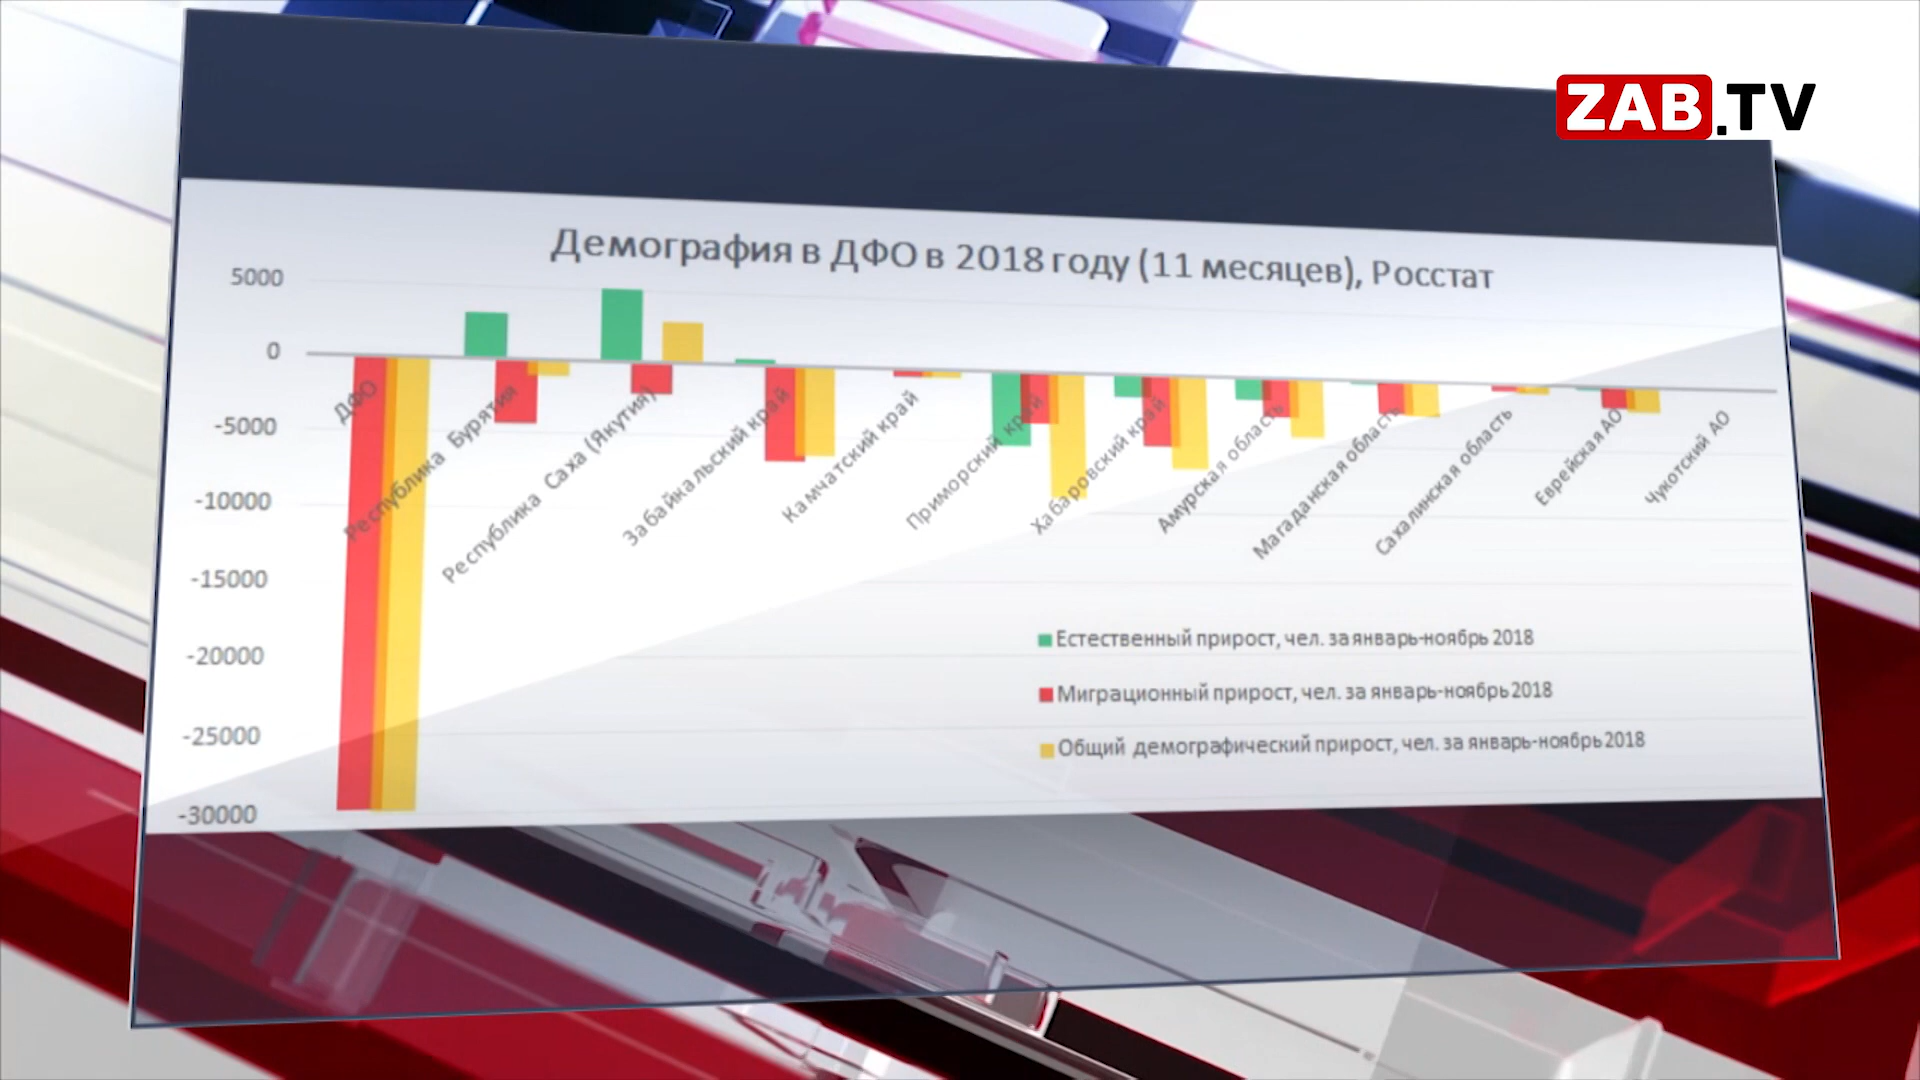 ZAB.TV
Демография в ДФО в 2018 году (11 месяцев), Росстат
5000
0
-5000
-10000
-15000
-20000
-25000
-30000
ДФО
Республика Бурятия
Республика Саха (Якутия)
Забайкальский край
Камчатский край
Приморский край
Хабаровский край
Амурская область
Магаданская область
Сахалинская область
Еврейская АО
Чукотский АО
Естественный прирост, чел. за январь-ноябрь 2018
Миграционный прирост, чел. за январь-ноябрь 2018
Общий демографический прирост, чел. за январь-ноябрь 2018